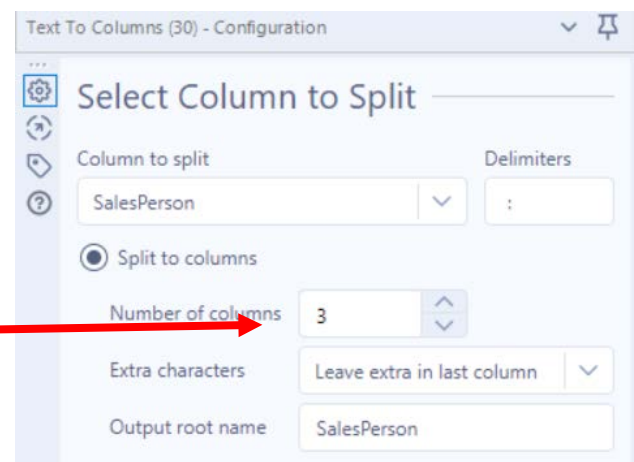 Text To Columns (30) - Configuration
Select Column to Split
Column to split Delimiters
SalesPerson :
Split to columns
Number of columns 3
Extra characters Leave extra in last column
Output root name SalesPerson